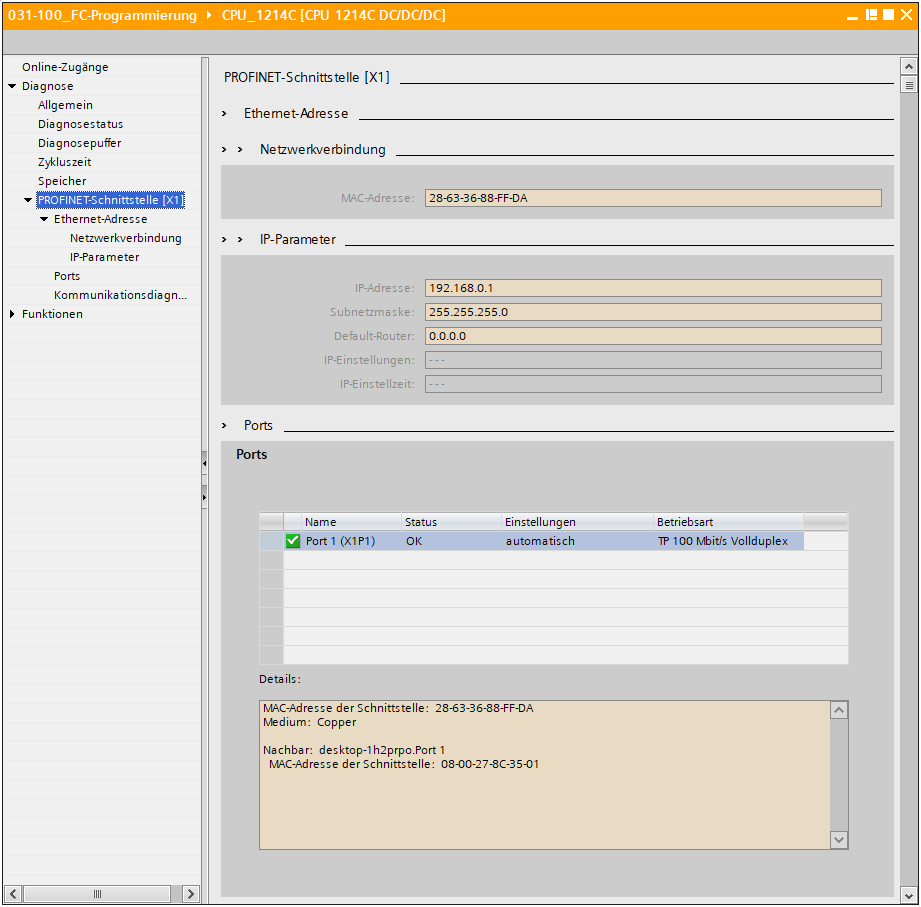 031-100_FC-Programmierung ▸ CPU_1214C [CPU 1214C DC/DC/DC]
Online-Zugänge
Diagnose
Allgemein
Diagnosestatus
Diagnosepuffer
Zykluszeit
Speicher
PROFINET-Schnittstelle [X1]
Ethernet-Adresse
Netzwerkverbindung
IP-Parameter
Ports
Kommunikationsdiagn...
Funktionen
PROFINET-Schnittstelle [X1]
Ethernet-Adresse
Netzwerkverbindung
MAC-Adresse: 28-63-36-88-FF-DA
IP-Parameter
IP-Adresse: 192.168.0.1
Subnetzmaske: 255.255.255.0
Default-Router: 0.0.0.0
IP-Einstellungen: ---
IP-Einstellzeit: ---
Ports
Ports
Name Status Einstellungen Betriebsart
Port 1 (X1P1) OK automatisch TP 100 Mbit/s Vollduplex
Details:
MAC-Adresse der Schnittstelle: 28-63-36-88-FF-DA
Medium: Copper
Nachbar: desktop-1h2prpo.Port 1
MAC-Adresse der Schnittstelle: 08-00-27-8C-35-01